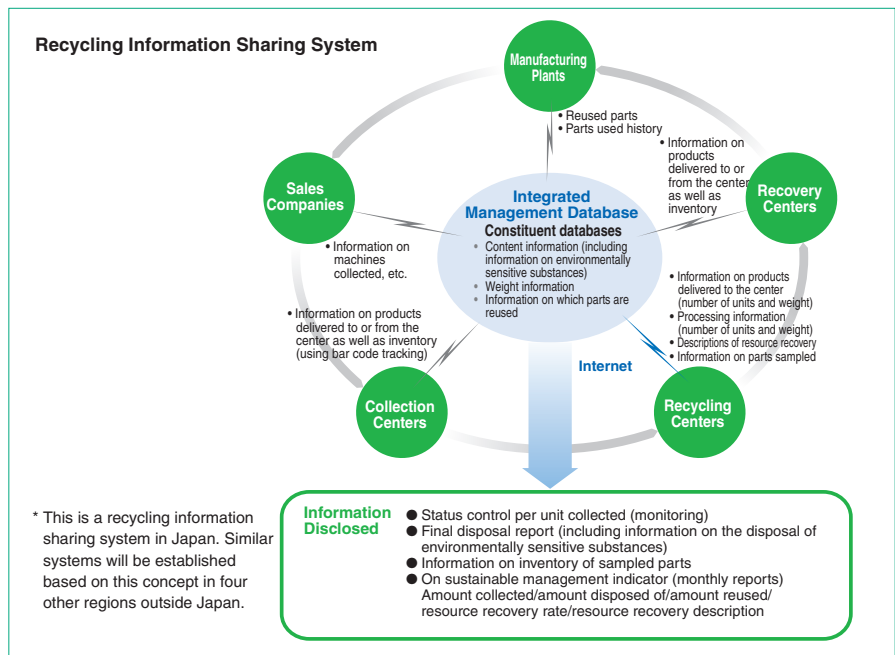 Recycling Information Sharing System
Manufacturing
Plants
• Reused parts
• Parts used history
• Information on
products
delivered to or
from the center
as well as
inventory
Recovery
Centers
Sales
Companies
Integrated
Management Database
Constituent databases
• Content information (including
information on environmentally
sensitive substances)
• Weight information
• Information on which parts are
reused
• Information on
machines
collected, etc.
• Information on products
delivered to the center
(number of units and weight)
• Processing information
(number of units and weight)
• Descriptions of resource recovery
• Information on parts sampled
• Information on products
delivered to or from the
center as well as inventory
(using bar code tracking)
Internet
Collection
Centers
Recycling
Centers
* This is a recycling information
sharing system in Japan. Similar
systems will be established
based on this concept in four
other regions outside Japan.
Information
Disclosed
● Status control per unit collected (monitoring)
● Final disposal report (including information on the disposal of
environmentally sensitive substances)
● Information on inventory of sampled parts
● On sustainable management indicator (monthly reports)
Amount collected/amount disposed of/amount reused/
resource recovery rate/resource recovery description